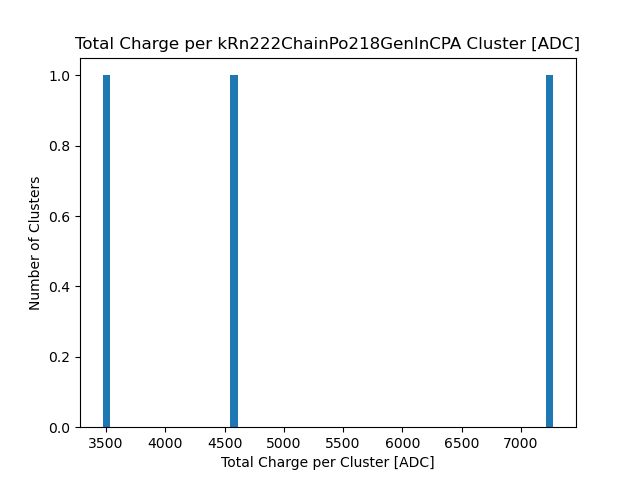 Total Charge per kRn222ChainPo218GenInCPA Cluster [ADC]
1.0
0.8
0.6
0.4
0.2
0.0
Number of Clusters
3500 4000 4500 5000 5500 6000 6500 7000
Total Charge per Cluster [ADC]